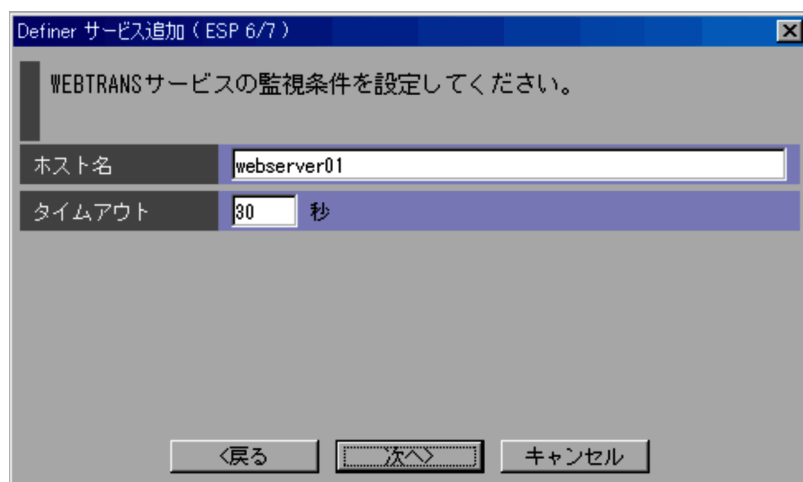 Definer サービス追加（ESP 6/7）
WEBTRANSサービスの監視条件を設定してください。
ホスト名 webserver01
タイムアウト 30 秒
<戻る 次へ> キャンセル